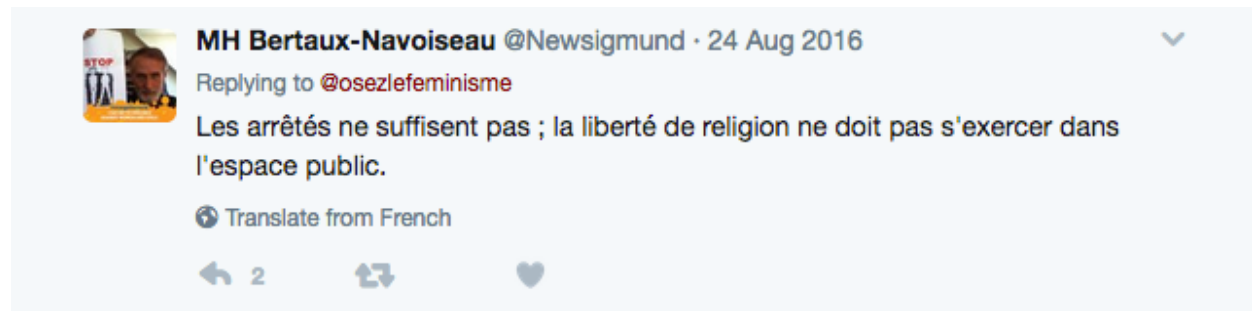 MH Bertaux-Navoiseau @Newsigmund · 24 Aug 2016
Replying to @osezlefeminisme
Les arrêtés ne suffisent pas ; la liberté de religion ne doit pas s'exercer dans
l'espace public.
Translate from French
2
STOP